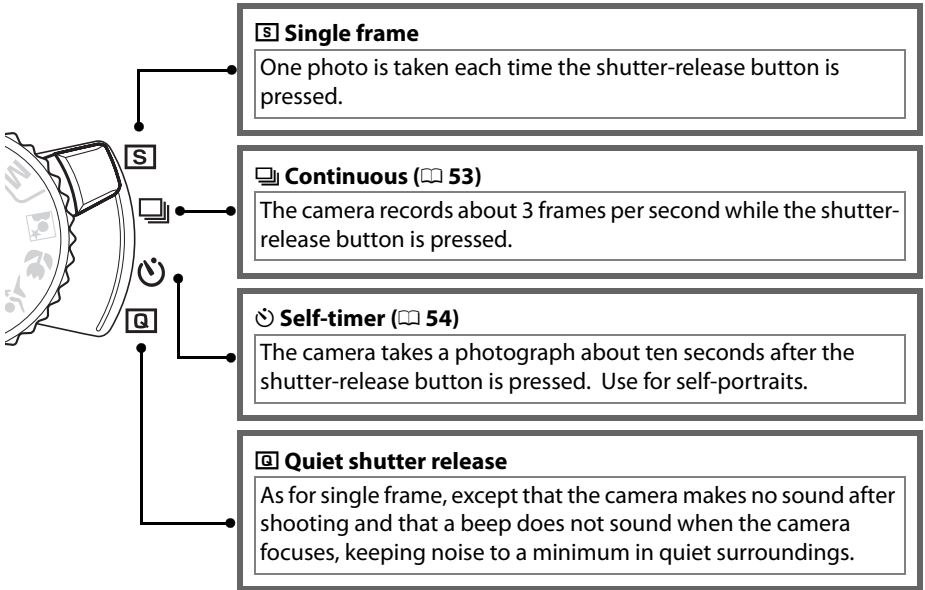 S Single frame
One photo is taken each time the shutter-release button is
pressed.
S
Continuous (53)
The camera records about 3 frames per second while the shutter-
release button is pressed.
Self-timer (54)
The camera takes a photograph about ten seconds after the
shutter-release button is pressed. Use for self-portraits.
Q
Q Quiet shutter release
As for single frame, except that the camera makes no sound after
shooting and that a beep does not sound when the camera
focuses, keeping noise to a minimum in quiet surroundings.
M